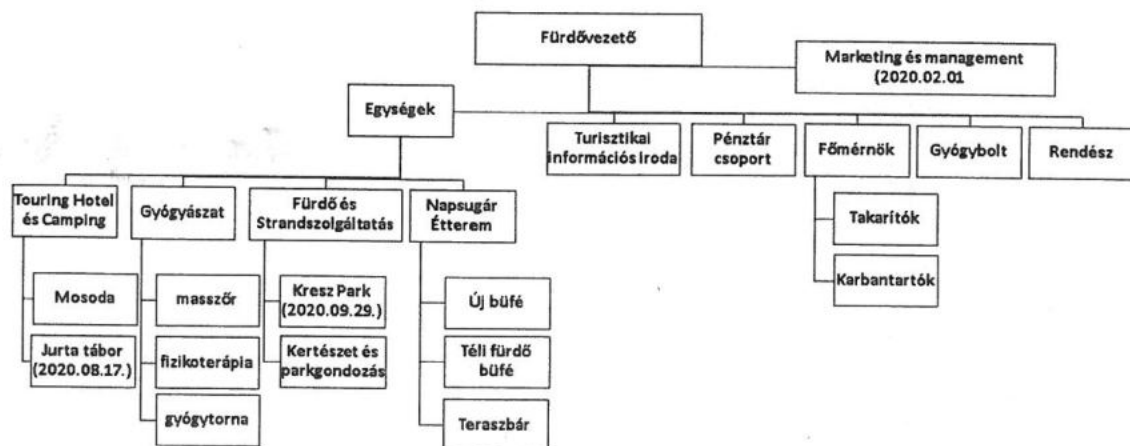 Fürdővezető
Marketing és management
(2020.02.01
Egységek
Turisztikai
információs iroda
Pénztár
csoport
Főmérnök
Gyógybolt
Rendész
Touring Hotel
és Camping
Gyógyászat
Fürdő és
Strandszolgáltatás
Napsugár
Étterem
Takarítók
Karbantartók
Mosoda
Jurta tábor
(2020.08.17.)
masszőr
fizikoterápia
gyógytorna
Kresz Park
(2020.09.29.)
Kertészet és
parkgondozás
Új büfé
Téli fürdő
büfé
Teraszbár